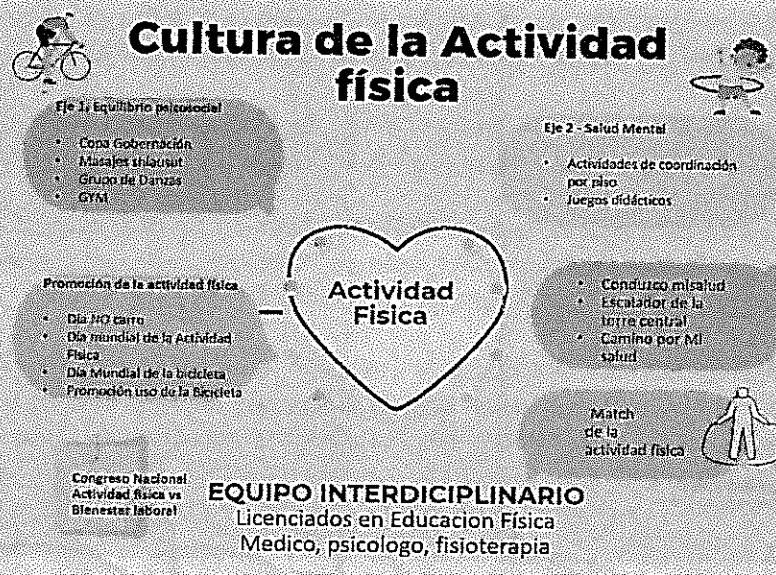 Cultura de la Actividad
física
Eje 1. Equilibrio psicosocial
• Copa Gobernación
• Masajes
• Grupo de Danzas
• GYM
Eje 2 - Salud Mental
• Actividades de coordinación
por piso
• Juegos didácticos
Promoción de la actividad física
• Día NO carro
• Día mundial de la Actividad
Física
• Día Mundial de la bicicleta
• Promoción uso de la Bicicleta
Actividad
Fisica
• Conduzco misalud
• Escalador de la
torre central
• Camino por MI
salud
Match
de la
actividad física
Congreso Nacional
Actividad física vs
Bienestar laboral
EQUIPO INTERDICIPLINARIO
Licenciados en Educacion Física
Medico, psicologo, fisioterapia